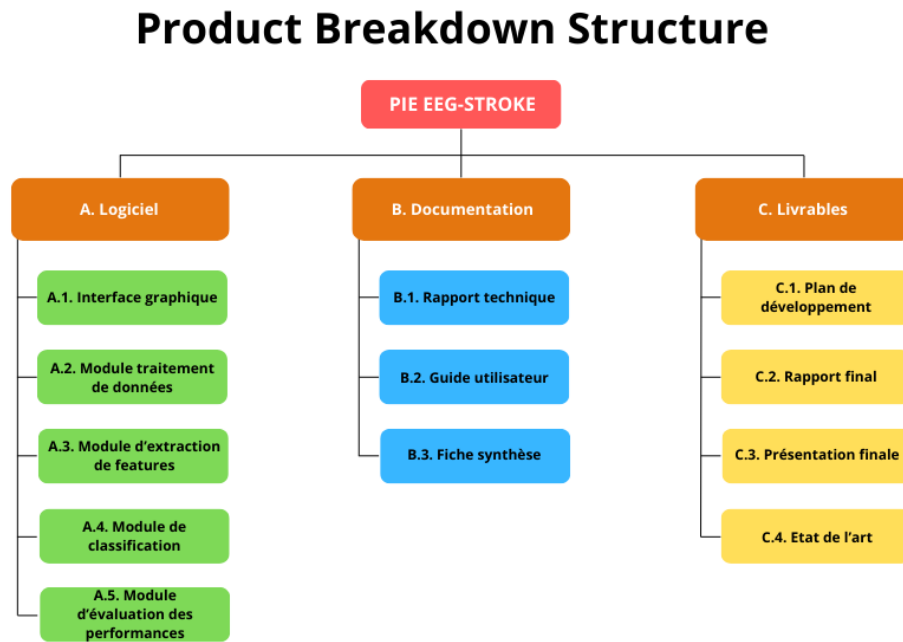 Product Breakdown Structure
PIE EEG-STROKE
A. Logiciel
B. Documentation
C. Livrables
A.1. Interface graphique
A.2. Module traitement
de données
A.3. Module d'extraction
de features
A.4. Module de
classification
A.5. Module
d'évaluation des
performances
B.1. Rapport technique
B.2. Guide utilisateur
B.3. Fiche synthèse
C.1. Plan de
développement
C.2. Rapport final
C.3. Présentation finale
C.4. Etat de l'art